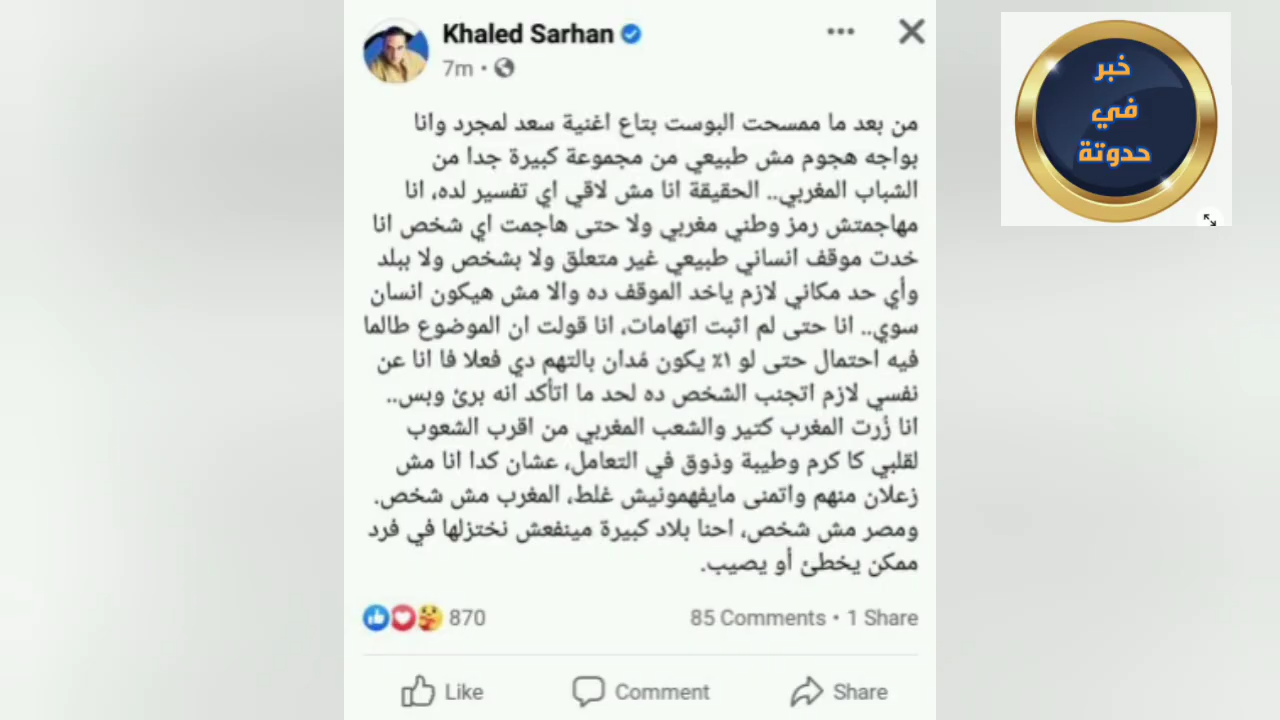 Khaled Sarhan
7m
من بعد ما ممسحت البوست بتاع اغنية سعد لمجرد وانا
بواجه هجوم مش طبيعي من مجموعة كبيرة جدا من
الشباب المغربي.. الحقيقة انا مش لاقي اي تفسير لده، انا
مهاجمتش رمز وطني مغربي ولا حتى هاجمت اي شخص انا
خدت موقف انساني طبيعي غير متعلق ولا بشخص ولا ببلد
وأي حد مكاني لازم ياخد الموقف ده والا مش هيكون انسان
سوي.. انا حتى لم اثبت اتهامات، انا قولت ان الموضوع طالما
فيه احتمال حتى لو ١٪ يكون مُدان بالتهم دي فعلا فا انا عن
نفسي لازم اتجنب الشخص ده لحد ما اتأكد انه برئ وبس..
انا زُرت المغرب كتير والشعب المغربي من اقرب الشعوب
لقلبي كا كرم وطيبة وذوق في التعامل، عشان كدا انا مش
زعلان منهم واتمنى مايفهمونيش غلط، المغرب مش شخص.
ومصر مش شخص، احنا بلاد كبيرة مينفعش نختزلها في فرد
ممكن يخطئ أو يصيب.
870
85 Comments • 1 Share
Like
Comment
Share
خبر
في
حدوتة